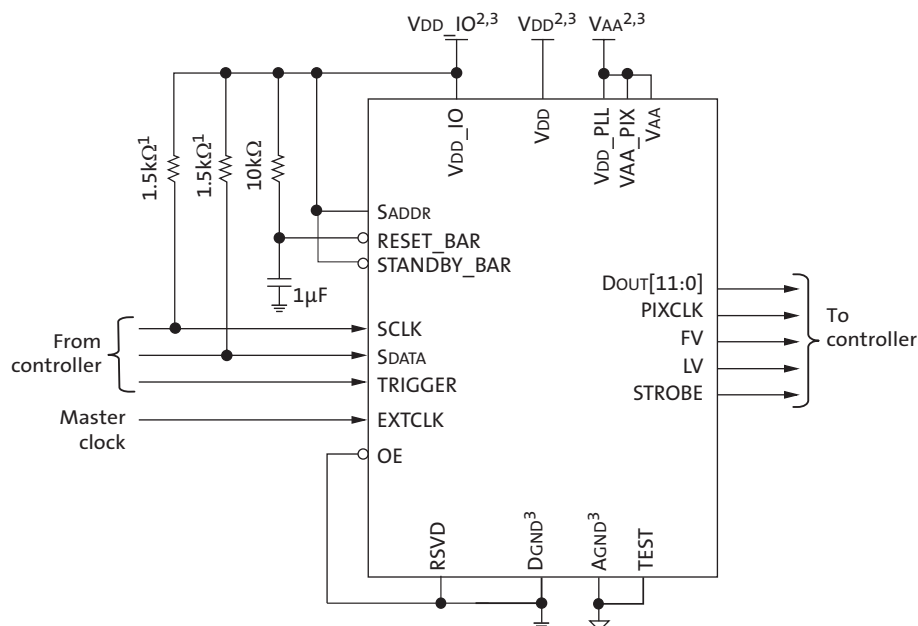 VDD_IO2,3 VDD2,3 VAA2,3
VDD_IO
VDD
VDD_PLL
VAA_PIX
VAA
1.5kΩ1
1.5kΩ1
10kΩ
SADDR
RESET_BAR
STANDBY_BAR
1μF
From
controller
SCLK
SDATA
TRIGGER
Master
clock
EXTCLK
OE
DOUT[11:0]
PIXCLK
FV
LV
STROBE
To
controller
RSVD
DGND3
AGND3
TEST